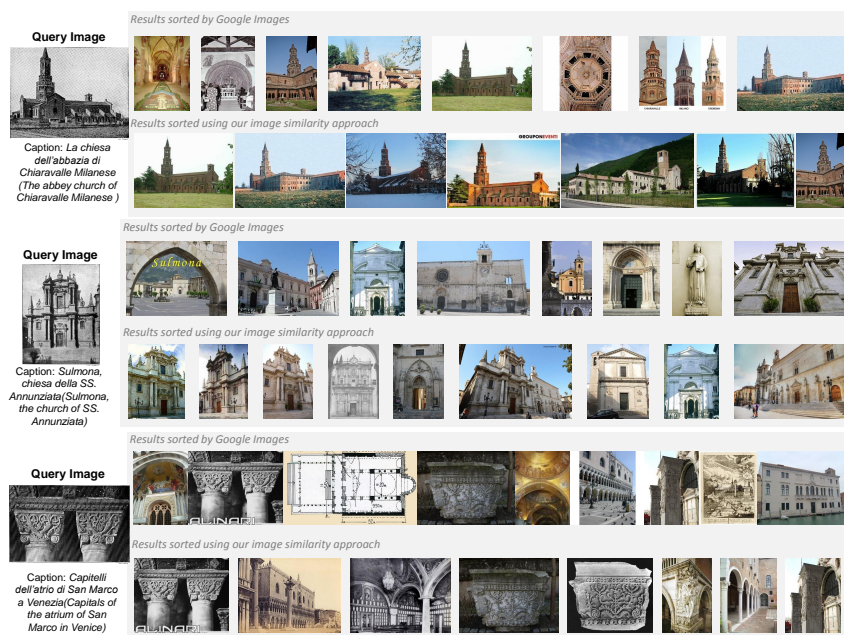 Results sorted by Google Images
Query Image
Results sorted using our image similarity approach
GROUPONEVENTI
Caption: La chiesa
dell'abbazia di
Chiaravalle Milanese
(The abbey church of
Chiaravalle Milanese )
Results sorted by Google Images
Query Image
Sulmona
Results sorted using our image similarity approach
Caption: Sulmona,
chiesa della SS.
Annunziata(Sulmona,
the church of SS.
Annunziata)
Results sorted by Google Images
Query Image
ALINARI
Results sorted using our image similarity approach
Caption: Capitelli
dell'atrio di San Marco
a Venezia(Capitals of
the atrium of San
Marco in Venice)
ALINARI